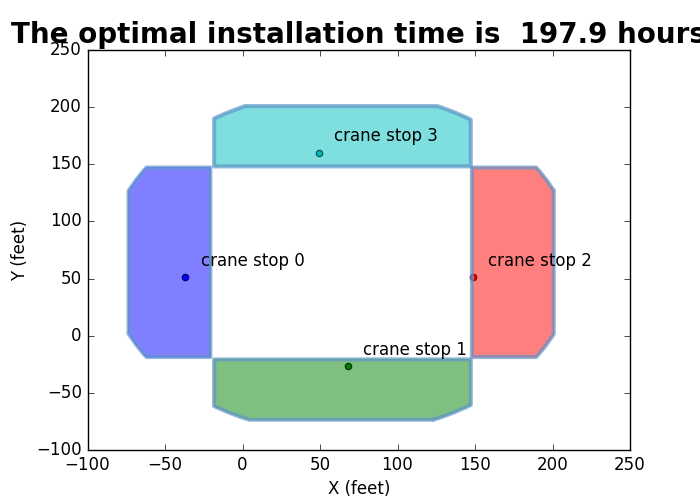 The optimal installation time is  197.9 hours
250
200
150
100
50
0
−50
−100
−100
−50
0
50
100
150
200
250
Y (feet)
X (feet)
crane stop 3
crane stop 0
crane stop 2
crane stop 1